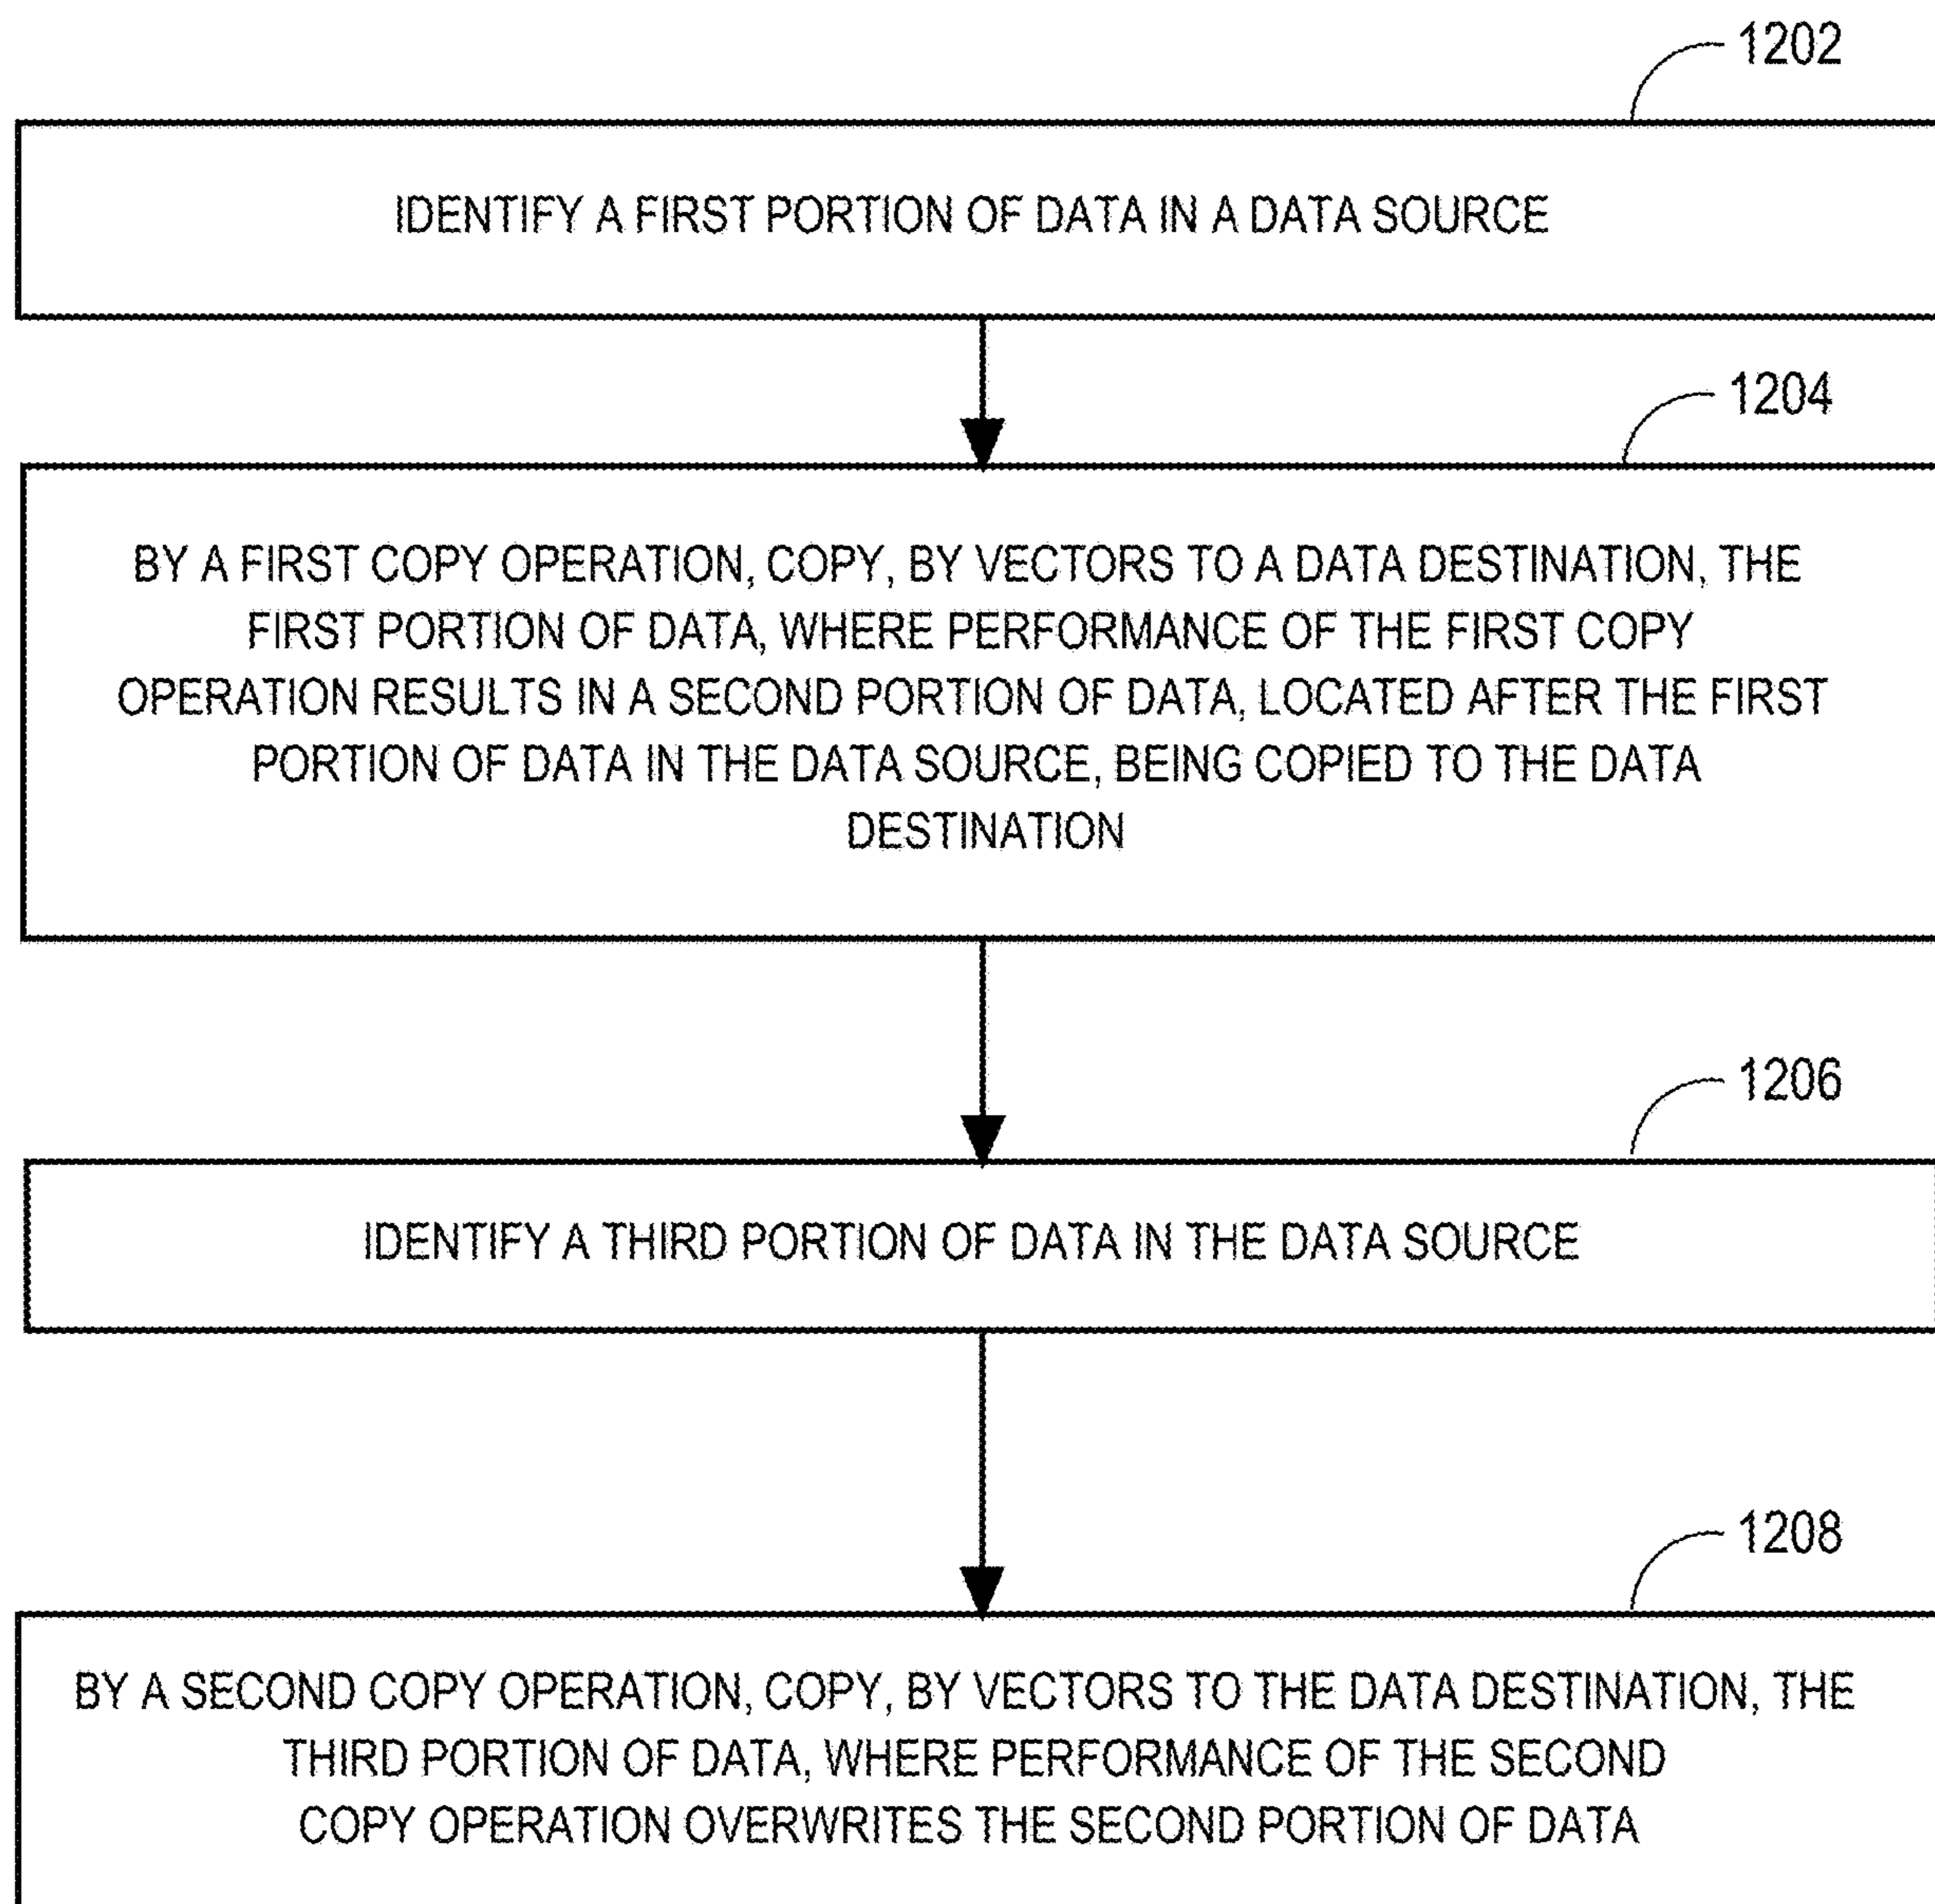 1202
IDENTIFY A FIRST PORTION OF DATA IN A DATA SOURCE
1204
BY A FIRST COPY OPERATION, COPY, BY VECTORS TO A DATA DESTINATION, THE
FIRST PORTION OF DATA, WHERE PERFORMANCE OF THE FIRST COPY
OPERATION RESULTS IN A SECOND PORTION OF DATA, LOCATED AFTER THE FIRST
PORTION OF DATA IN THE DATA SOURCE, BEING COPIED TO THE DATA
DESTINATION
1206
IDENTIFY A THIRD PORTION OF DATA IN THE DATA SOURCE
1208
BY A SECOND COPY OPERATION, COPY, BY VECTORS TO THE DATA DESTINATION, THE
THIRD PORTION OF DATA, WHERE PERFORMANCE OF THE SECOND
COPY OPERATION OVERWRITES THE SECOND PORTION OF DATA